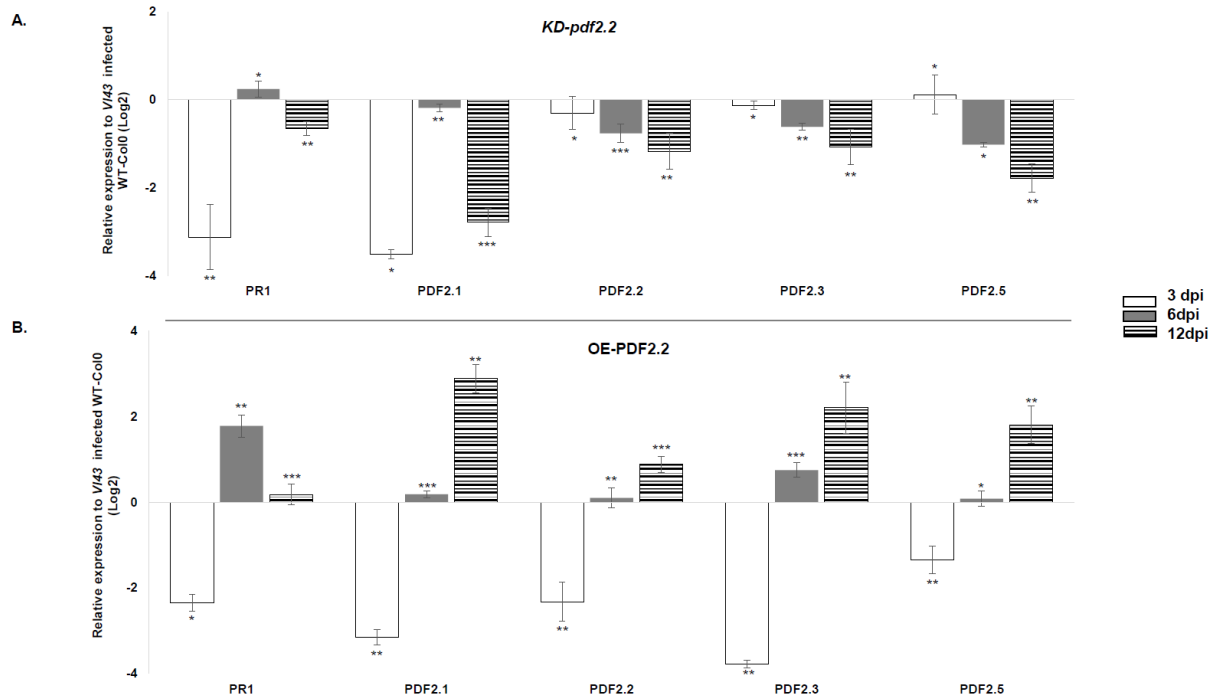 A.
KD-pdf2.2
Relative expression to Vl43 infected
WT-Col0 (Log2)
2
0
-2
-4
*
**
**
*
**
***
*
***
**
*
**
**
*
*
**
PR1
PDF2.1
PDF2.2
PDF2.3
PDF2.5
3 dpi
6dpi
12dpi
B.
OE-PDF2.2
Relative expression to Vl43 infected WT-Col0
(Log2)
4
2
0
-2
-4
*
**
***
**
***
**
**
**
***
**
***
**
**
*
**
PR1
PDF2.1
PDF2.2
PDF2.3
PDF2.5